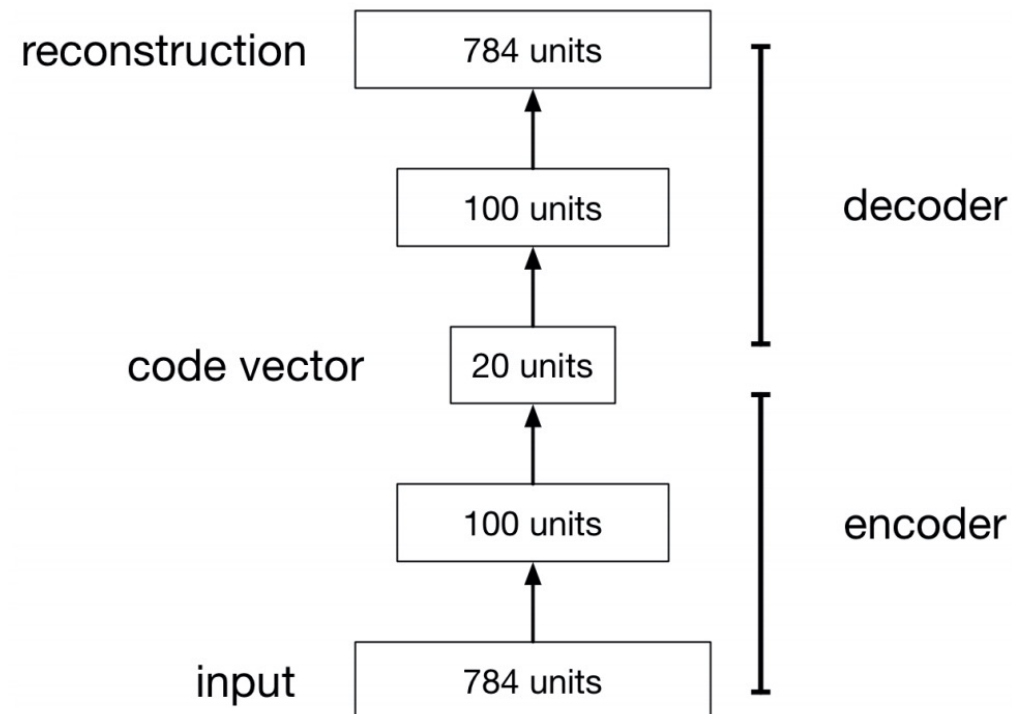 reconstruction
784 units
100 units
decoder
code vector
20 units
100 units
encoder
input
784 units